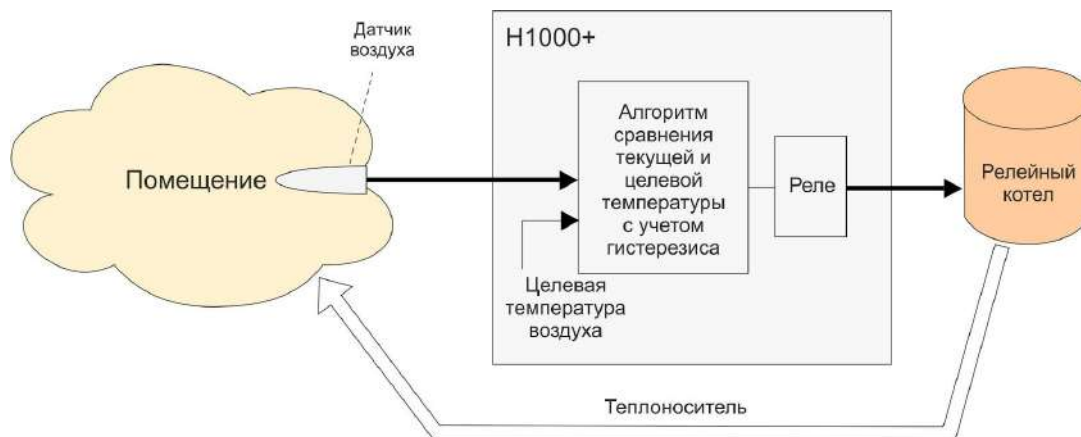 Датчик
воздуха
H1000+
Помещение
Алгоритм
сравнения
текущей и
целевой
температуры
с учетом
гистерезиса
Реле
Релейный
котел
Целевая
температура
воздуха
Теплоноситель